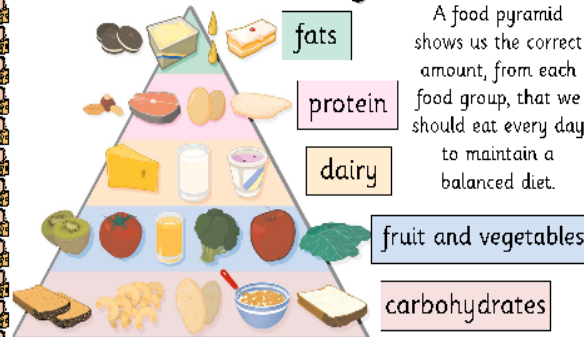 fats
protein
dairy
fruit and vegetables
carbohydrates
A food pyramid
shows us the correct
amount, from each
food group, that we
should eat every day
to maintain a
balanced diet.